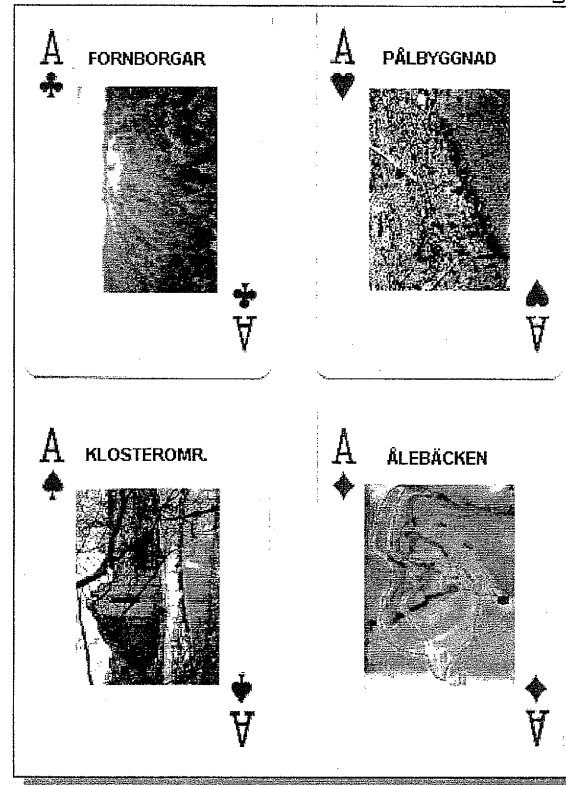 A FORNBORGAR
A
A PÅLBYGGNAD
A
A KLOSTEROMR.
A
A ÅLEBÄCKEN
A